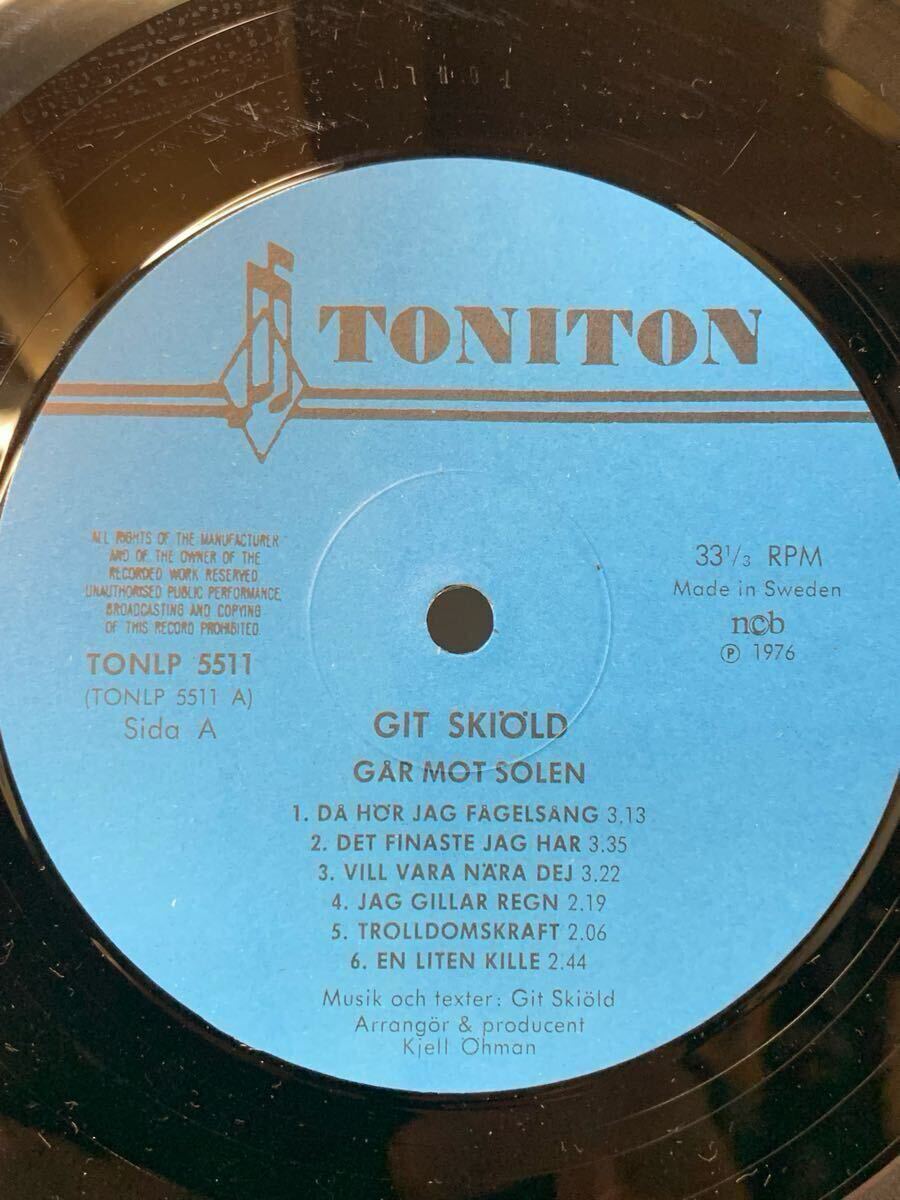 TONITON
ALL RIGHTS OF THE MANUFACTURER
AND OF THE OWNER OF THE
RECORDED WORK RESERVED
UNAUTHORISED PUBLIC PERFORMANCE
BROADCASTING AND COPYING
OF THIS RECORD PROHIBITED
TONLP 5511
(TONLP 5511 A)
Sida A
33 1/3 RPM
Made in Sweden
n©b
℗ 1976
GIT SKIÖLD
GÅR MOT SOLEN
1. DÅ HÖR JAG FÅGELSÅNG 3.13
2. DET FINASTE JAG HAR 3.35
3. VILL VARA NÄRA DEJ 3.22
4. JAG GILLAR REGN 2.19
5. TROLLDOMSKRAFT 2.06
6. EN LITEN KILLE 2.44
Musik och texter: Git Skiöld
Arrangör & producent
Kjell Öhman